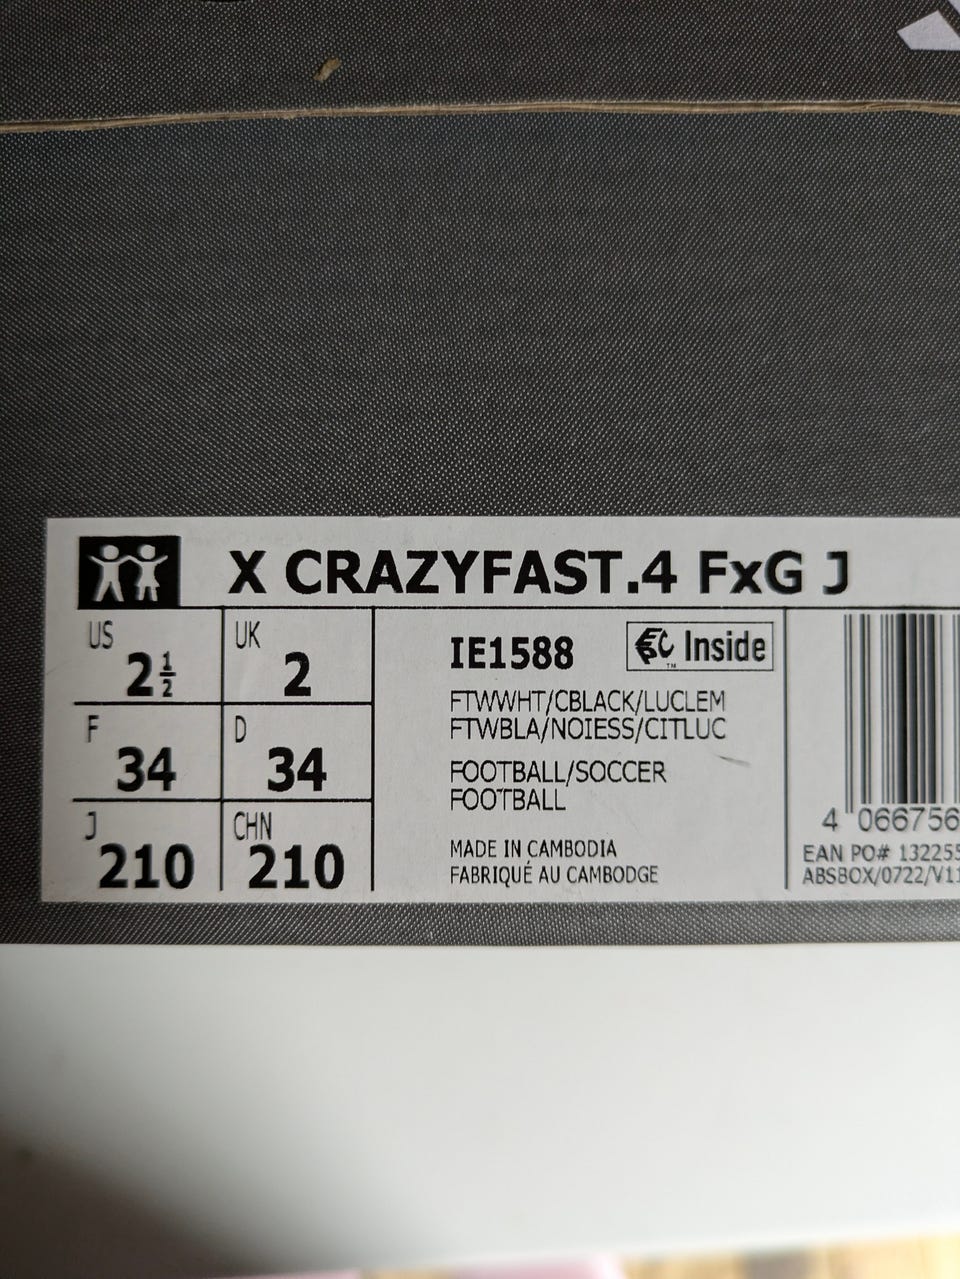 X CRAZYFAST.4 FxG J
US 2½
UK 2
F 34
D 34
J 210
CHN 210
IE1588
Inside
FTWWHT/CBLACK/LUCLEM
FTWBLA/NOIESS/CITLUC
FOOTBALL/SOCCER
FOOTBALL
MADE IN CAMBODIA
FABRIQUÉ AU CAMBODGE
4 066756
EAN PO# 132255
ABSBOX/0722/V11